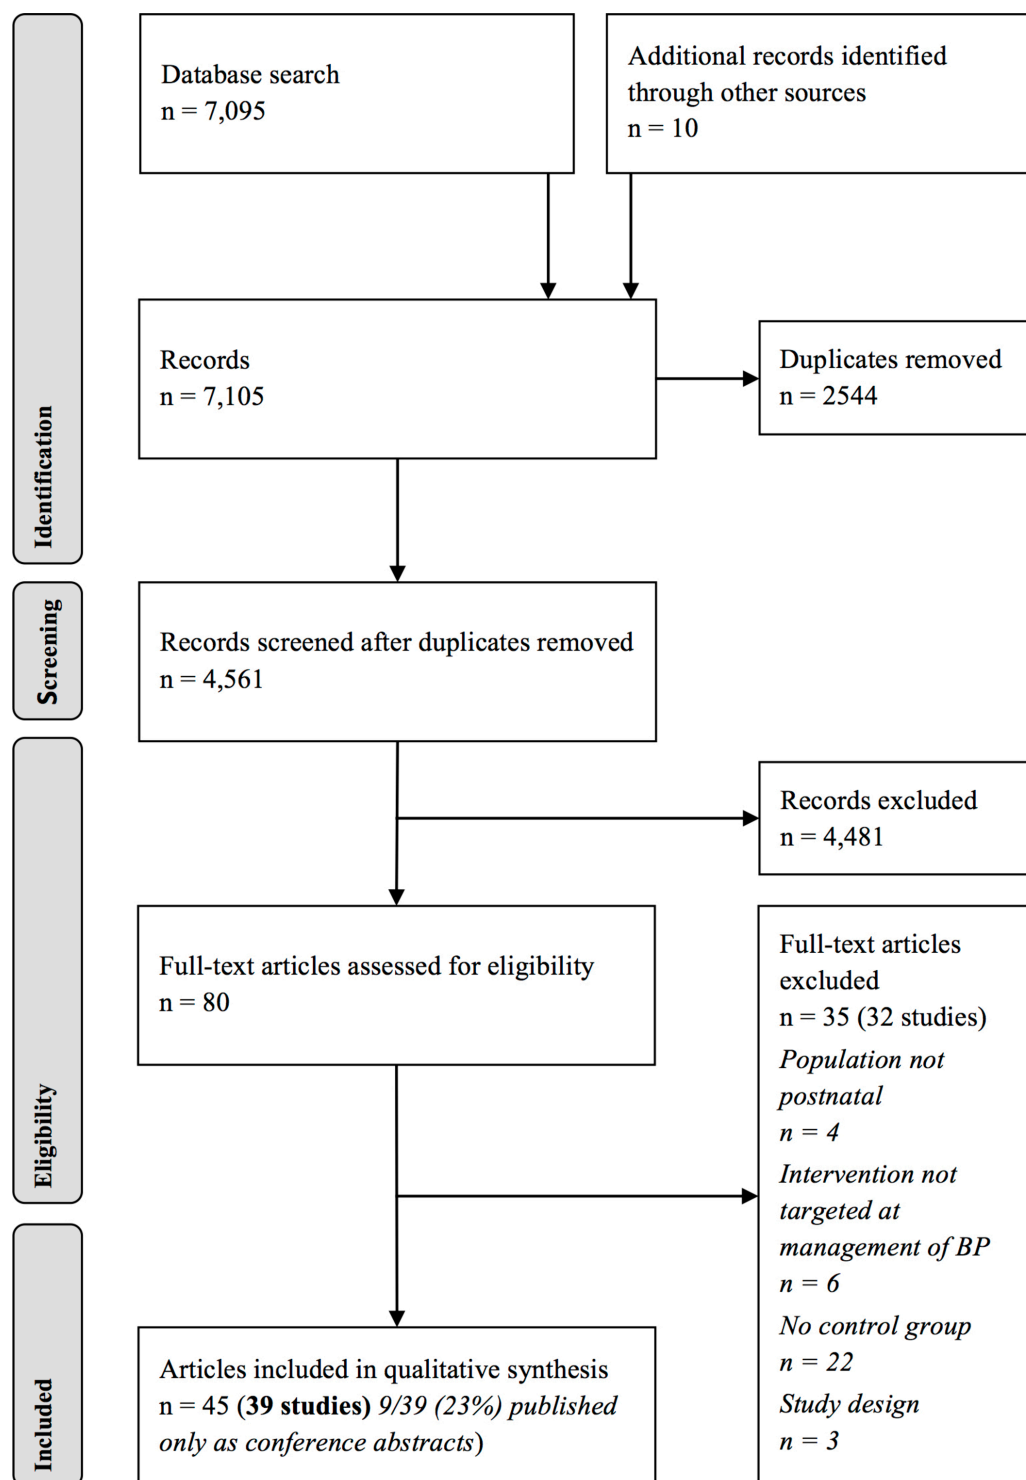 Identification
Database search
n = 7,095
Additional records identified
through other sources
n = 10
Records
n = 7,105
Duplicates removed
n = 2544
Screening
Records screened after duplicates removed
n = 4,561
Eligibility
Records excluded
n = 4,481
Full-text articles assessed for eligibility
n = 80
Full-text articles
excluded
n = 35 (32 studies)
Population not
postnatal
n = 4
Intervention not
targeted at
management of BP
n = 6
No control group
n = 22
Study design
n = 3
Included
Articles included in qualitative synthesis
n = 45 (39 studies) 9/39 (23%) published
only as conference abstracts)